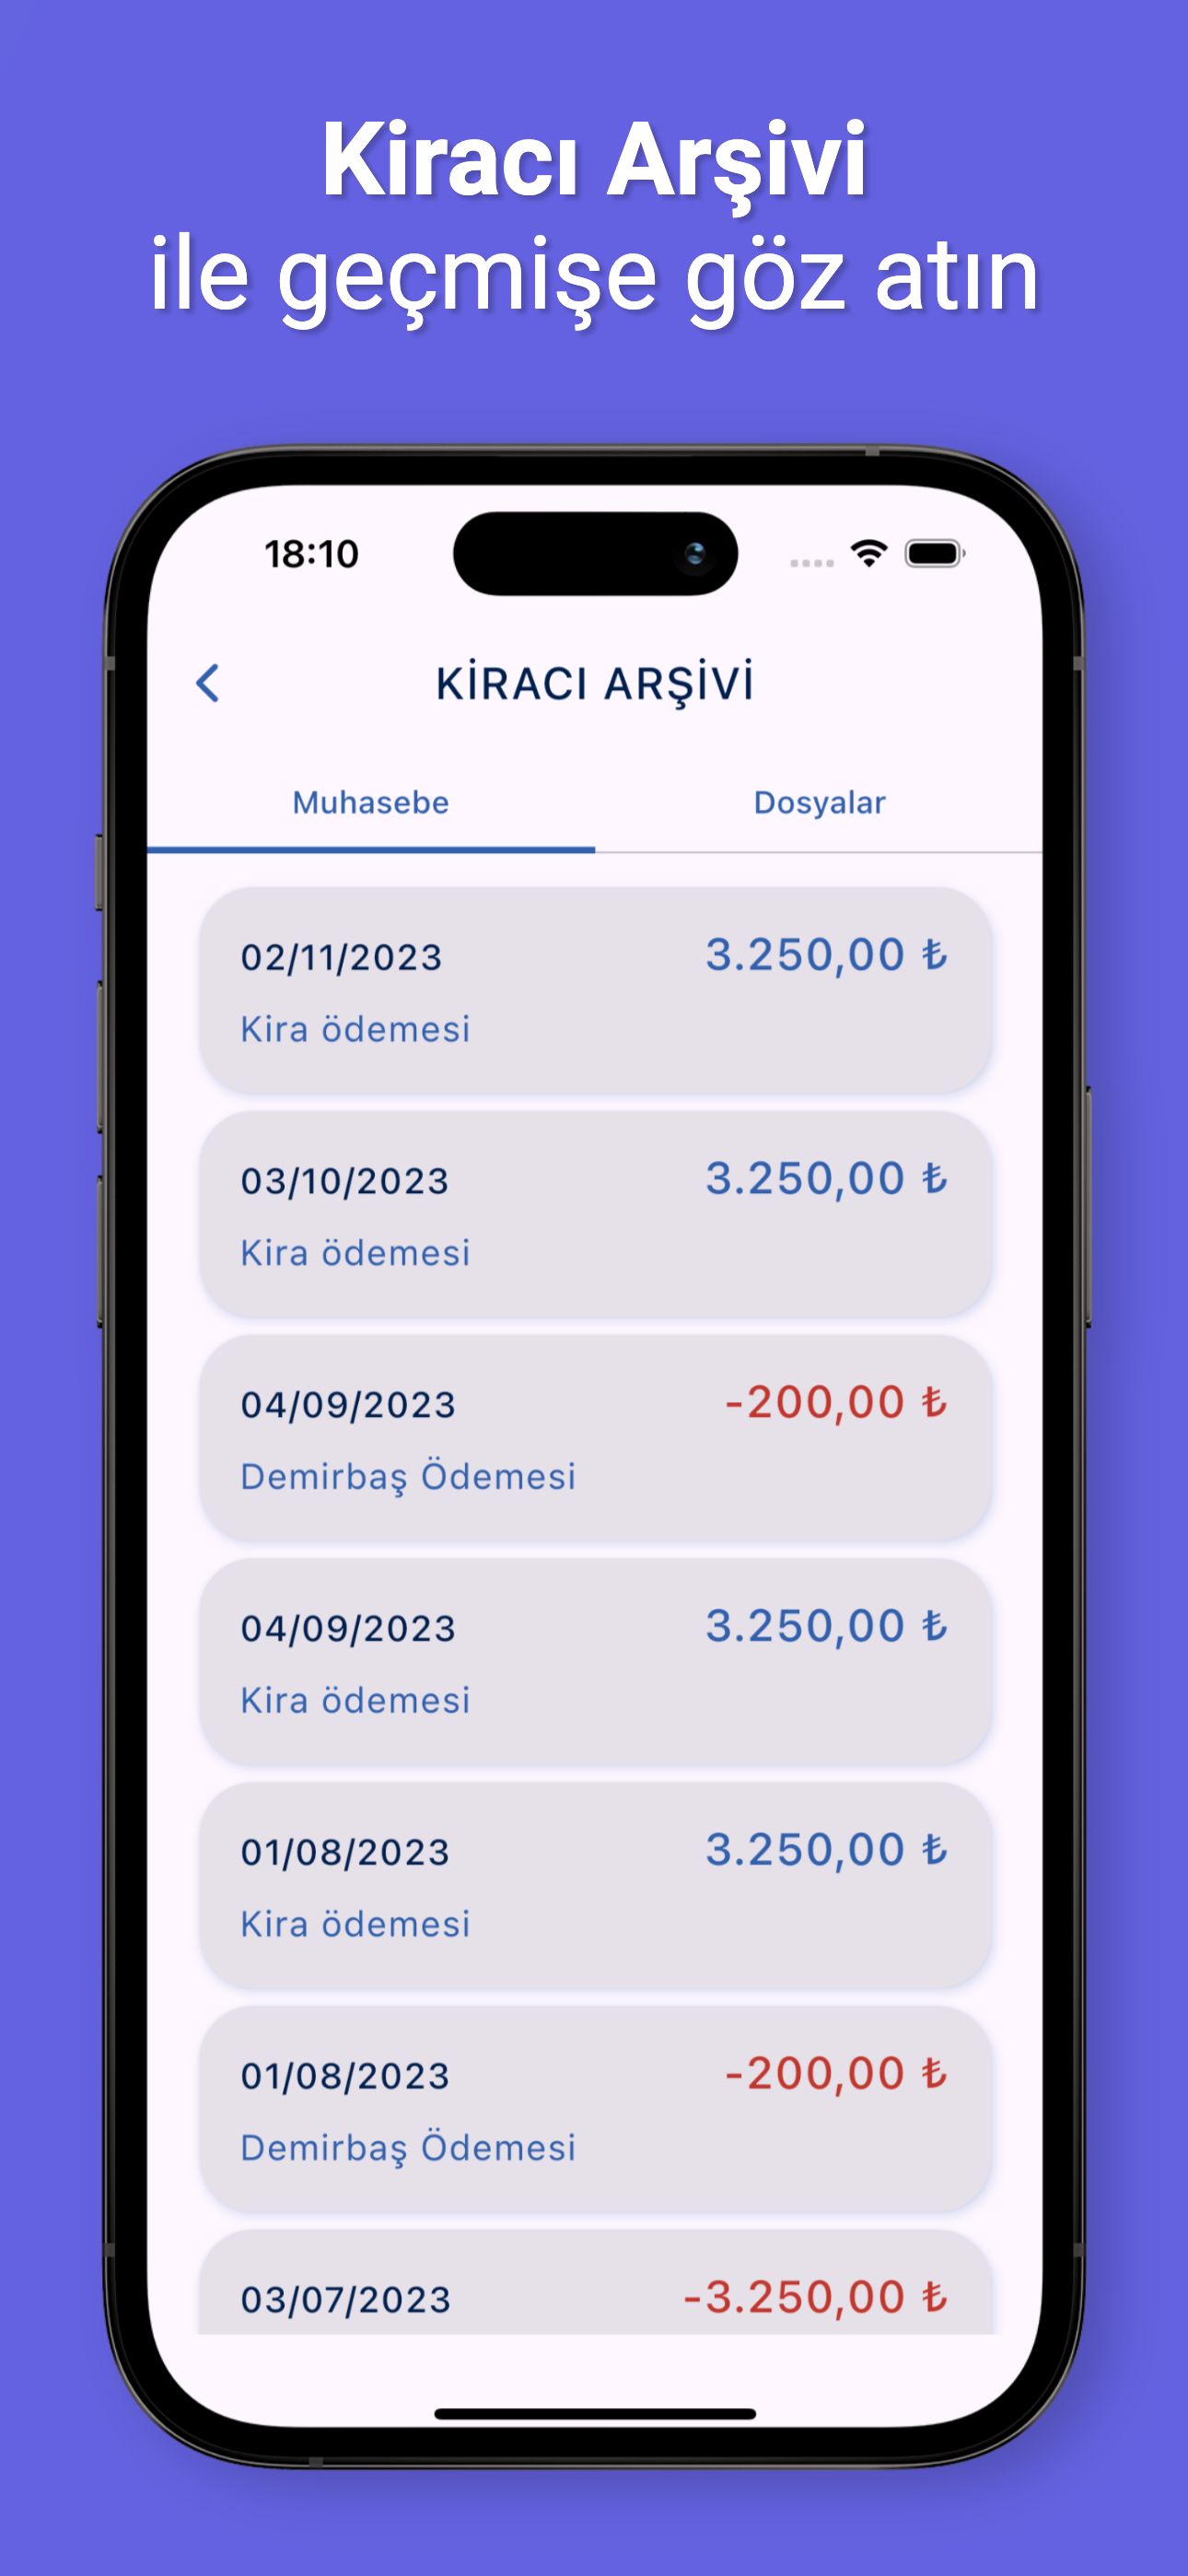 Kiracı Arşivi
ile geçmişe göz atın
18:10
KİRACI ARŞİVİ
Muhasebe
Dosyalar
02/11/2023
3.250,00 ₺
Kira ödemesi
03/10/2023
3.250,00 ₺
Kira ödemesi
04/09/2023
-200,00 ₺
Demirbaş Ödemesi
04/09/2023
3.250,00 ₺
Kira ödemesi
01/08/2023
3.250,00 ₺
Kira ödemesi
01/08/2023
-200,00 ₺
Demirbaş Ödemesi
03/07/2023
-3.250,00 ₺